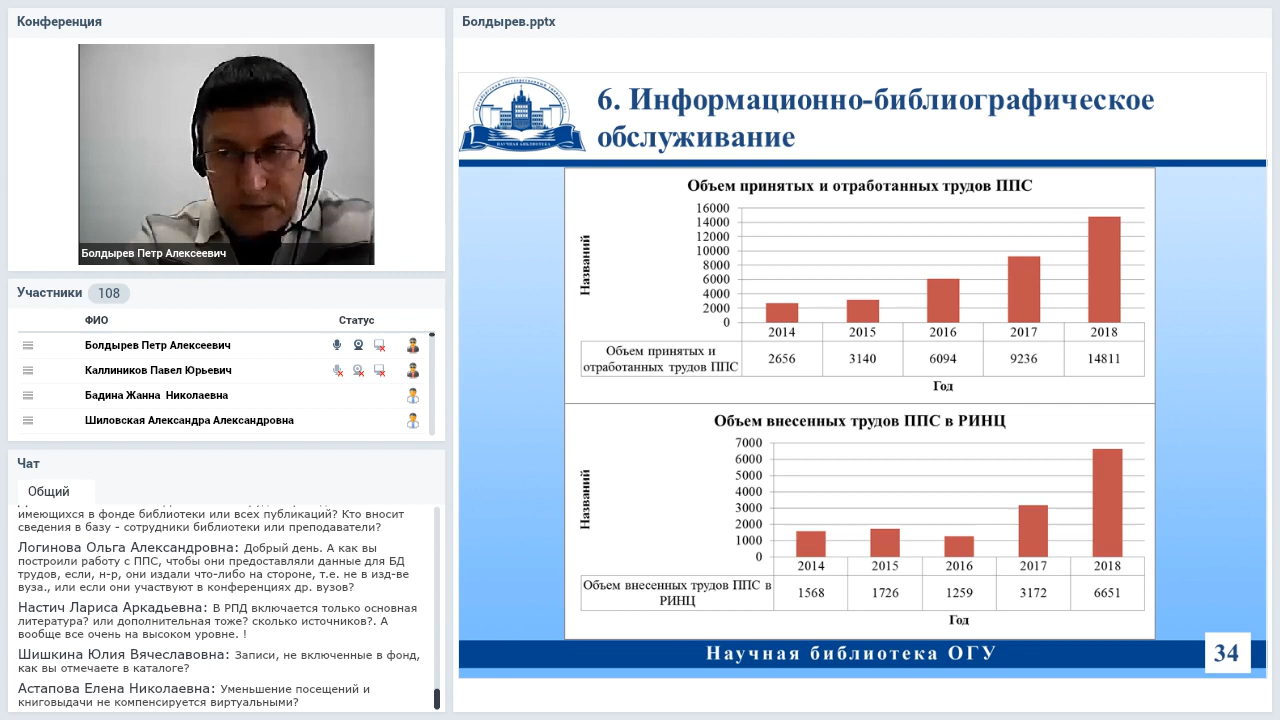 Конференция
Болдырев Петр Алексеевич
Участники 108
ФИО Статус
Болдырев Петр Алексеевич
Каллиников Павел Юрьевич
Бадина Жанна Николаевна
Шиловская Александра Александровна
Чат
Общий
имеющихся в фонде библиотеки или всех публикаций? Кто вносит
сведения в базу - сотрудники библиотеки или преподаватели?
Логинова Ольга Александровна: Добрый день. А как вы
построили работу с ППС, чтобы они предоставляли данные для БД
трудов, если, н-р, они издали что-либо на стороне, т.е. не в изд-ве
вуза., или если они участвуют в конференциях др. вузов?
Настич Лариса Аркадьевна: В РПД включается только основная
литература? или дополнительная тоже? сколько источников?. А
вообще все очень на высоком уровне. !
Шишкина Юлия Вячеславовна: Записи, не включенные в фонд,
как вы отмечаете в каталоге?
Астапова Елена Николаевна: Уменьшение посещений и
книговыдачи не компенсируется виртуальными?
Болдырев.pptx
НАУЧНАЯ БИБЛИОТЕКА
6. Информационно-библиографическое
обслуживание
Объем принятых и отработанных трудов ППС
Названий
16000
14000
12000
10000
8000
6000
4000
2000
0
2014 2015 2016 2017 2018
Объем принятых и
отработанных трудов ППС
2656 3140 6094 9236 14811
Год
Объем внесенных трудов ППС в РИНЦ
Названий
7000
6000
5000
4000
3000
2000
1000
0
2014 2015 2016 2017 2018
Объем внесенных трудов ППС в
РИНЦ
1568 1726 1259 3172 6651
Год
Научная библиотека ОГУ
34